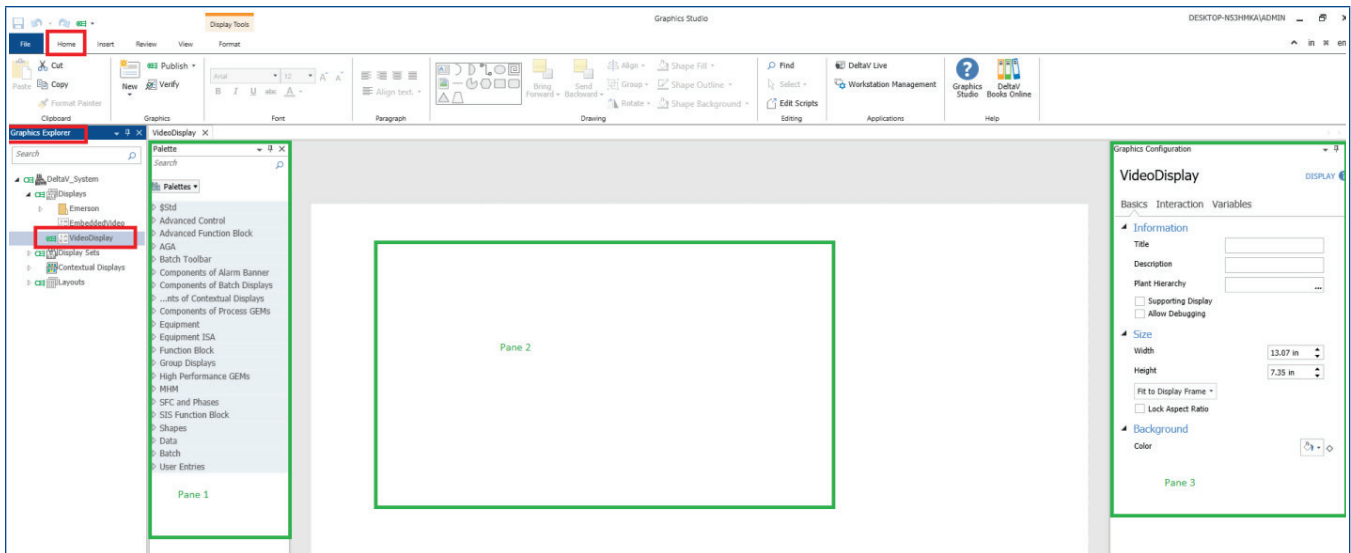 Display Tools
Graphics Studio
DESKTOP-NS3HMKA\ADMIN
File Home Insert Review View Format
in
en
Paste
Cut
Copy
Format Painter
Clipboard
New
Publish
Verify
Graphics
Arial 12 A A
B I U abc A
Font
Align text.
Paragraph
Bring Forward
Send Backward
Align
Group
Rotate
Shape Fill
Shape Outline
Shape Background
Drawing
Find
Select
Edit Scripts
Editing
DeltaV Live
Workstation Management
Applications
Graphics Studio
DeltaV Books Online
Help
Graphics Explorer
Search
DeltaV_System
Displays
Emerson
EmbeddedVideo
VideoDisplay
Display Sets
Contextual Displays
Layouts
VideoDisplay
Palette
Search
Palettes
$Std
Advanced Control
Advanced Function Block
AGA
Batch Toolbar
Components of Alarm Banner
Components of Batch Displays
...nts of Contextual Displays
Components of Process GEMs
Equipment
Equipment ISA
Function Block
Group Displays
High Performance GEMs
MHM
SFC and Phases
SIS Function Block
Shapes
Data
Batch
User Entries
Pane 1
Pane 2
Graphics Configuration
VideoDisplay
DISPLAY
Basics Interaction Variables
Information
Title
Description
Plant Hierarchy ...
Supporting Display
Allow Debugging
Size
Width 13.07 in
Height 7.35 in
Fit to Display Frame
Lock Aspect Ratio
Background
Color
Pane 3